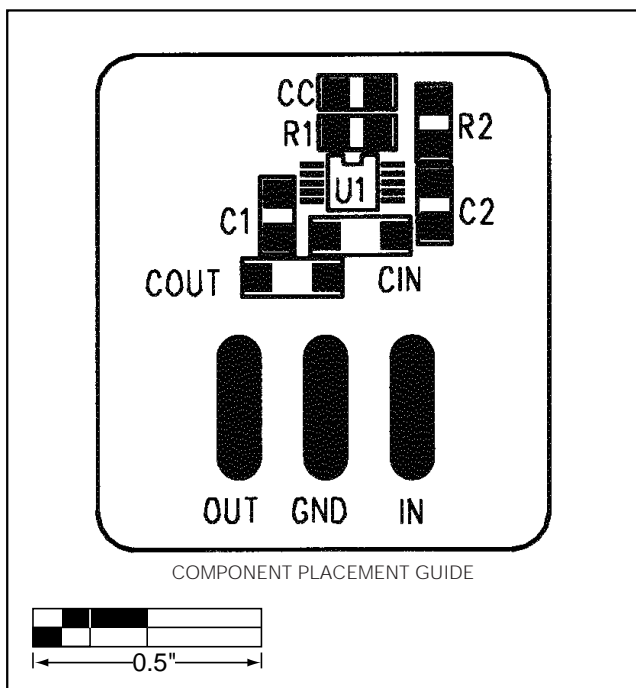 CC
R1
R2
U1
C1
C2
COUT
CIN
OUT GND IN
COMPONENT PLACEMENT GUIDE
0.5"